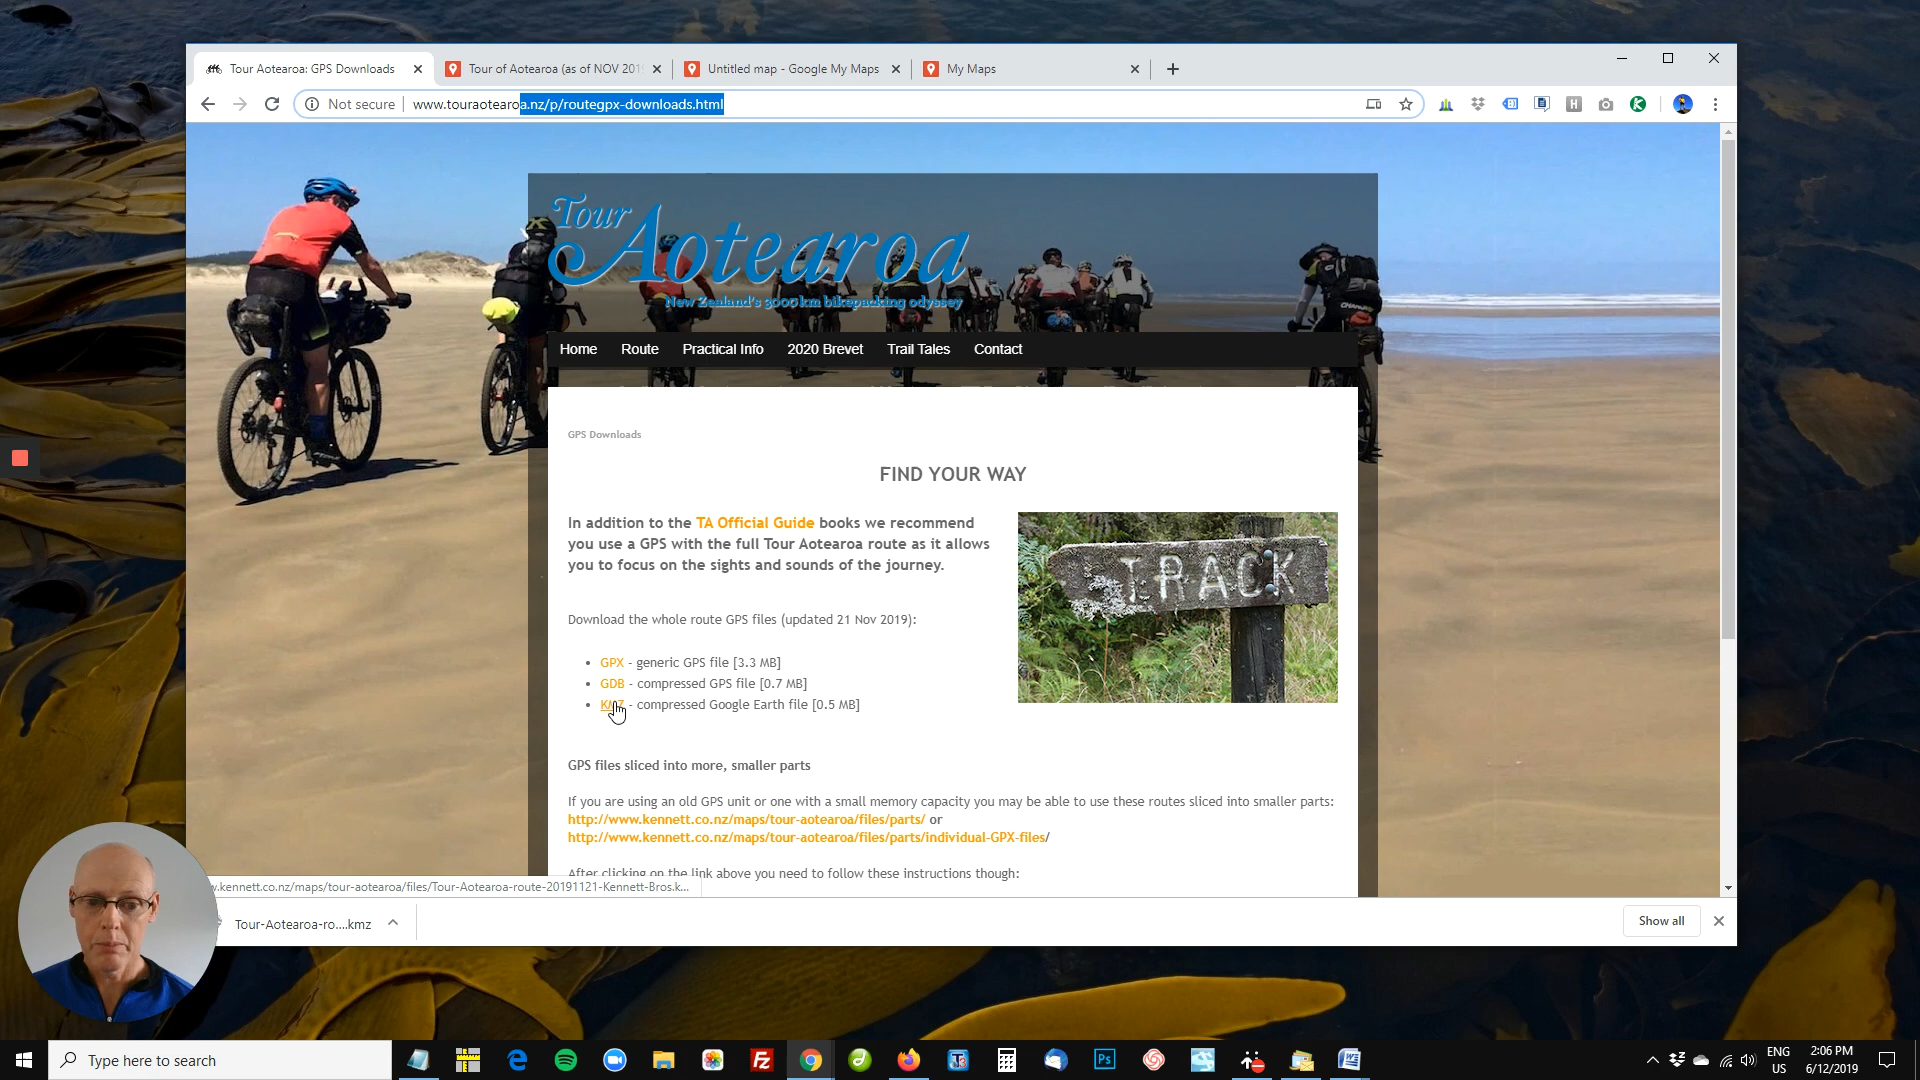 Tour Aotearoa: GPS Downloads
Tour of Aotearoa (as of NOV 201
Untitled map - Google My Maps
My Maps
Not secure
www.touraotearoa.nz/p/routegpx-downloads.html
Tour
Aotearoa
New Zealand's 3000 km bikepacking odyssey
Home Route Practical Info 2020 Brevet Trail Tales Contact
GPS Downloads
FIND YOUR WAY
In addition to the TA Official Guide books we recommend
you use a GPS with the full Tour Aotearoa route as it allows
you to focus on the sights and sounds of the journey.
TRACK
Download the whole route GPS files (updated 21 Nov 2019):
GPX - generic GPS file [3.3 MB]
GDB - compressed GPS file [0.7 MB]
KMZ - compressed Google Earth file [0.5 MB]
GPS files sliced into more, smaller parts
If you are using an old GPS unit or one with a small memory capacity you may be able to use these routes sliced into smaller parts:
http://www.kennett.co.nz/maps/tour-aotearoa/files/parts/ or
http://www.kennett.co.nz/maps/tour-aotearoa/files/parts/individual-GPX-files/
After clicking on the link above you need to follow these instructions though:
w.kennett.co.nz/maps/tour-aotearoa/files/Tour-Aotearoa-route-20191121-Kennett-Bros.k...
Tour-Aotearoa-ro....kmz
Show all
Type here to search
ENG
US
2:06 PM
6/12/2019